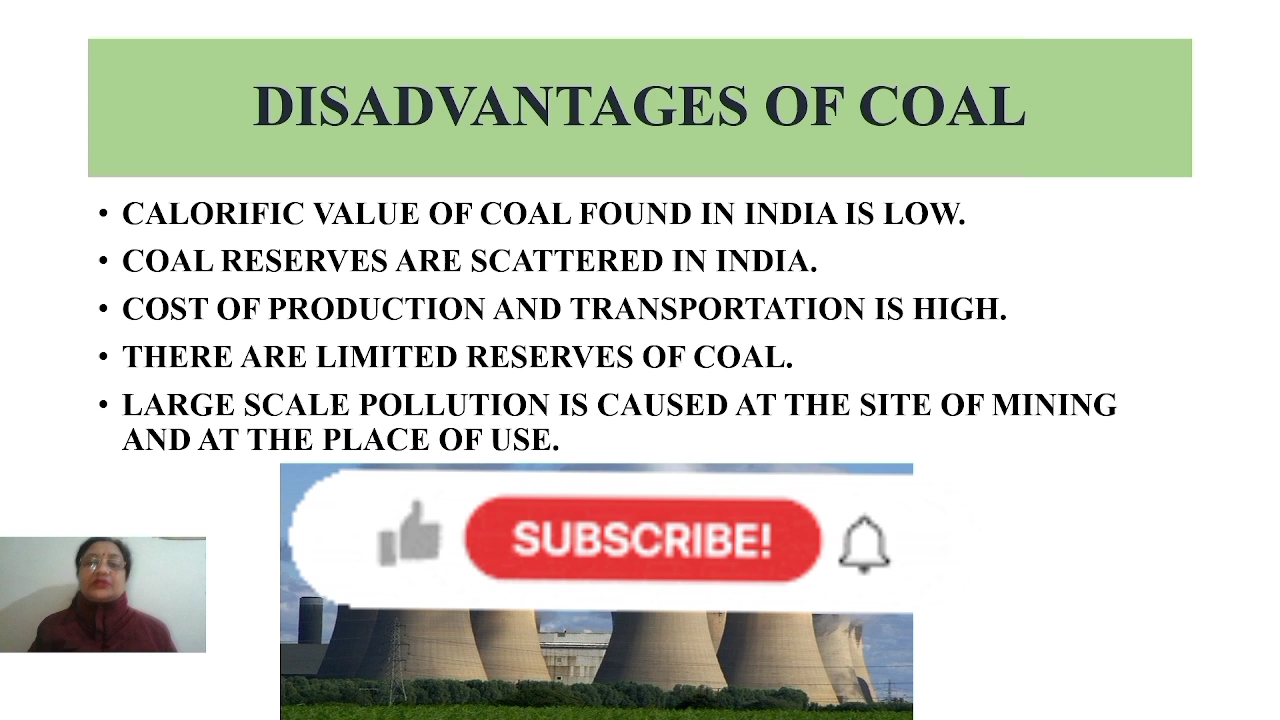 DISADVANTAGES OF COAL
• CALORIFIC VALUE OF COAL FOUND IN INDIA IS LOW.
• COAL RESERVES ARE SCATTERED IN INDIA.
• COST OF PRODUCTION AND TRANSPORTATION IS HIGH.
• THERE ARE LIMITED RESERVES OF COAL.
• LARGE SCALE POLLUTION IS CAUSED AT THE SITE OF MINING
AND AT THE PLACE OF USE.
SUBSCRIBE!